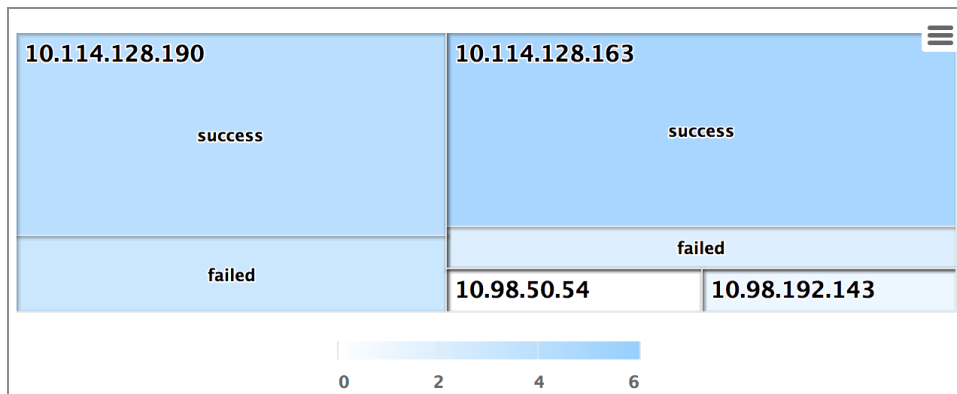 10.114.128.190
success
failed
10.114.128.163
success
failed
10.98.50.54
10.98.192.143
0 2 4 6